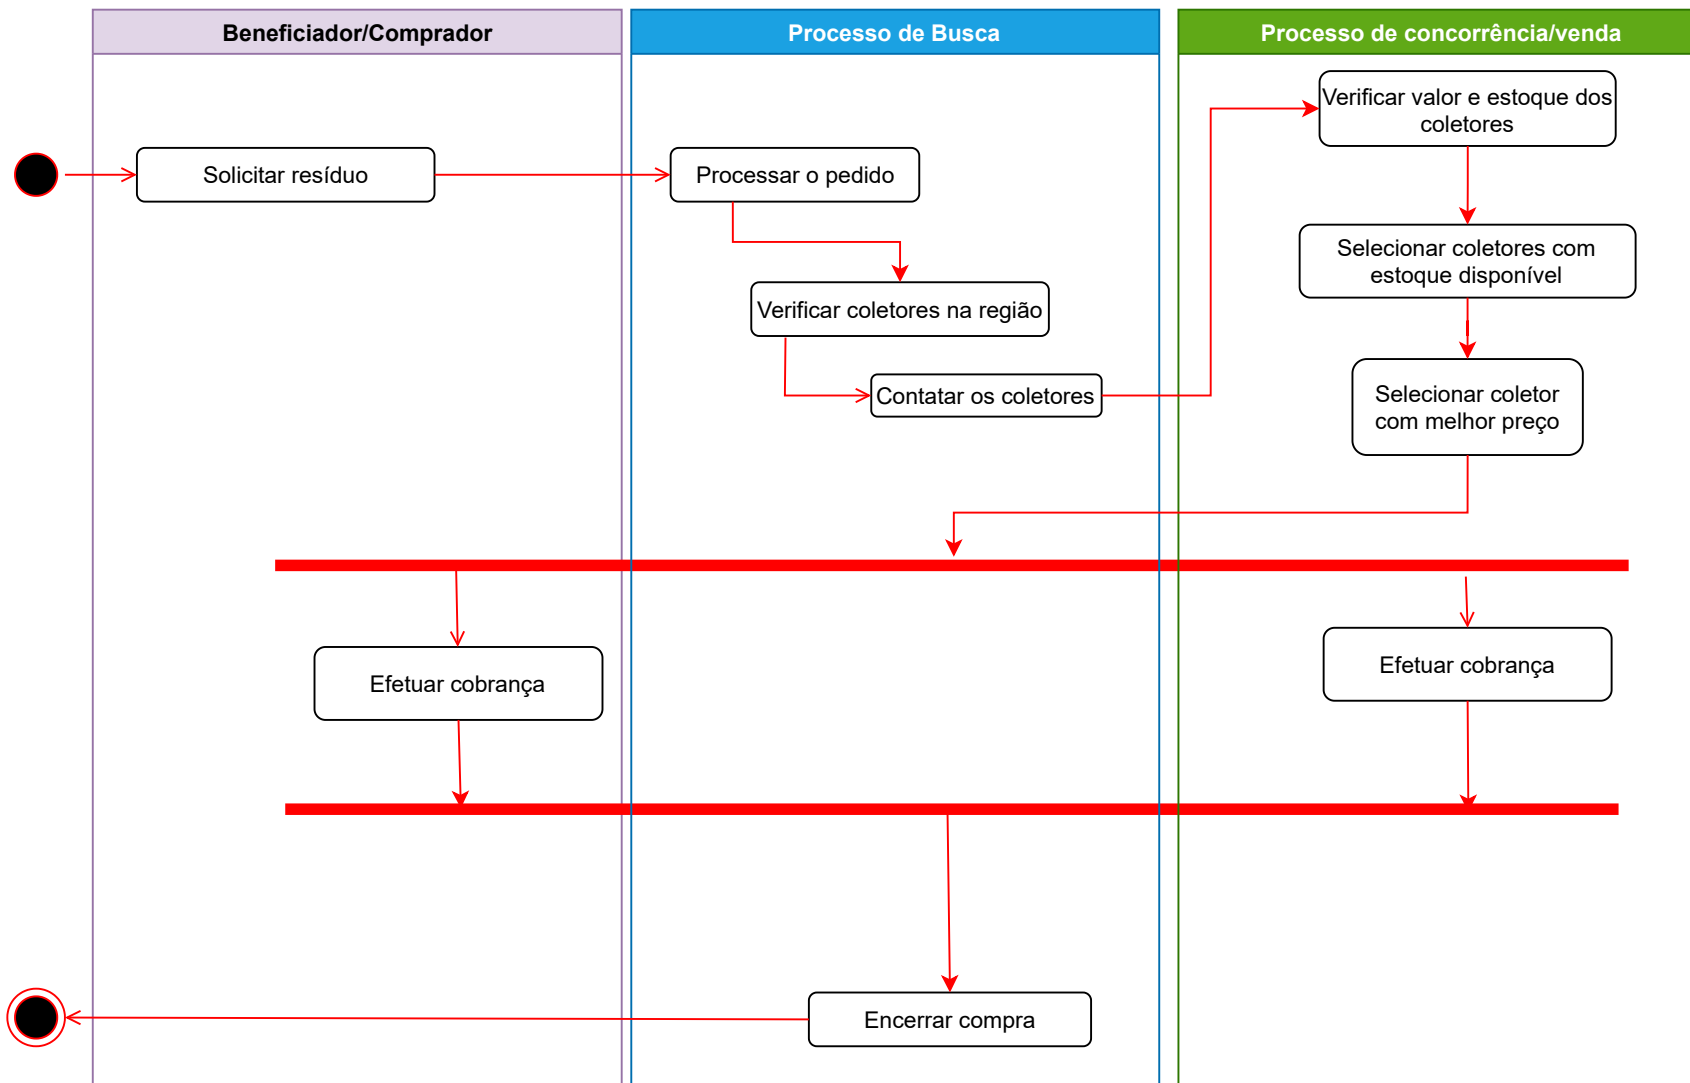 Beneficiador/Comprador
Processo de Busca
Processo de concorrência/venda
Solicitar resíduo
Processar o pedido
Verificar coletores na região
Contatar os coletores
Verificar valor e estoque dos
coletores
Selecionar coletores com
estoque disponível
Selecionar coletor
com melhor preço
Efetuar cobrança
Efetuar cobrança
Encerrar compra